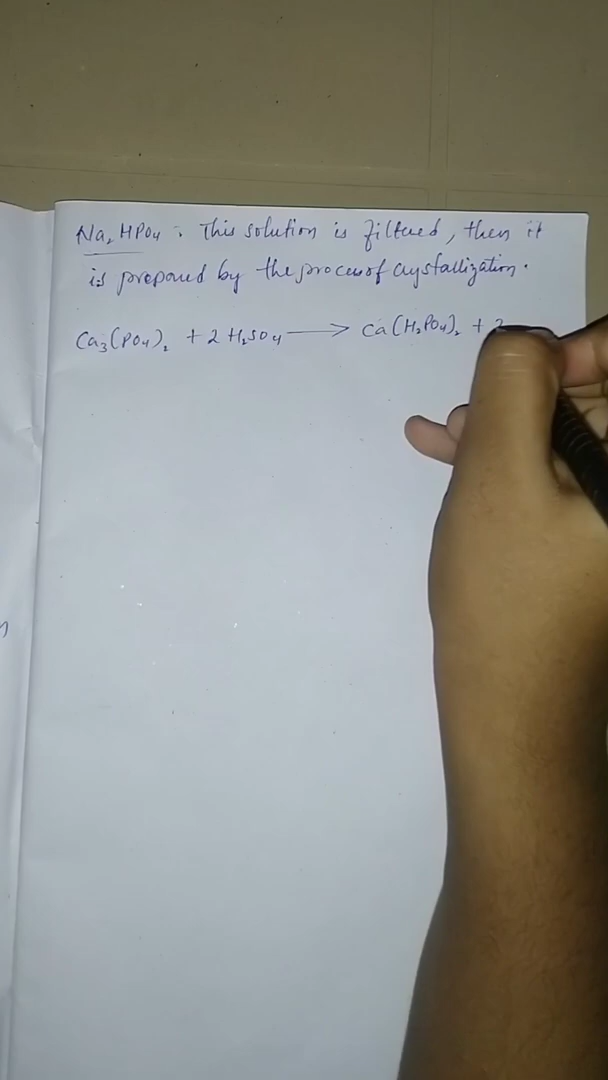 Na₂HPO₄ : This solution is filtered, then it
is prepared by the process of crystallization.
Ca₃(PO₄)₂ + 2 H₂SO₄ ⟶ Ca(H₂PO₄)₂ + 2